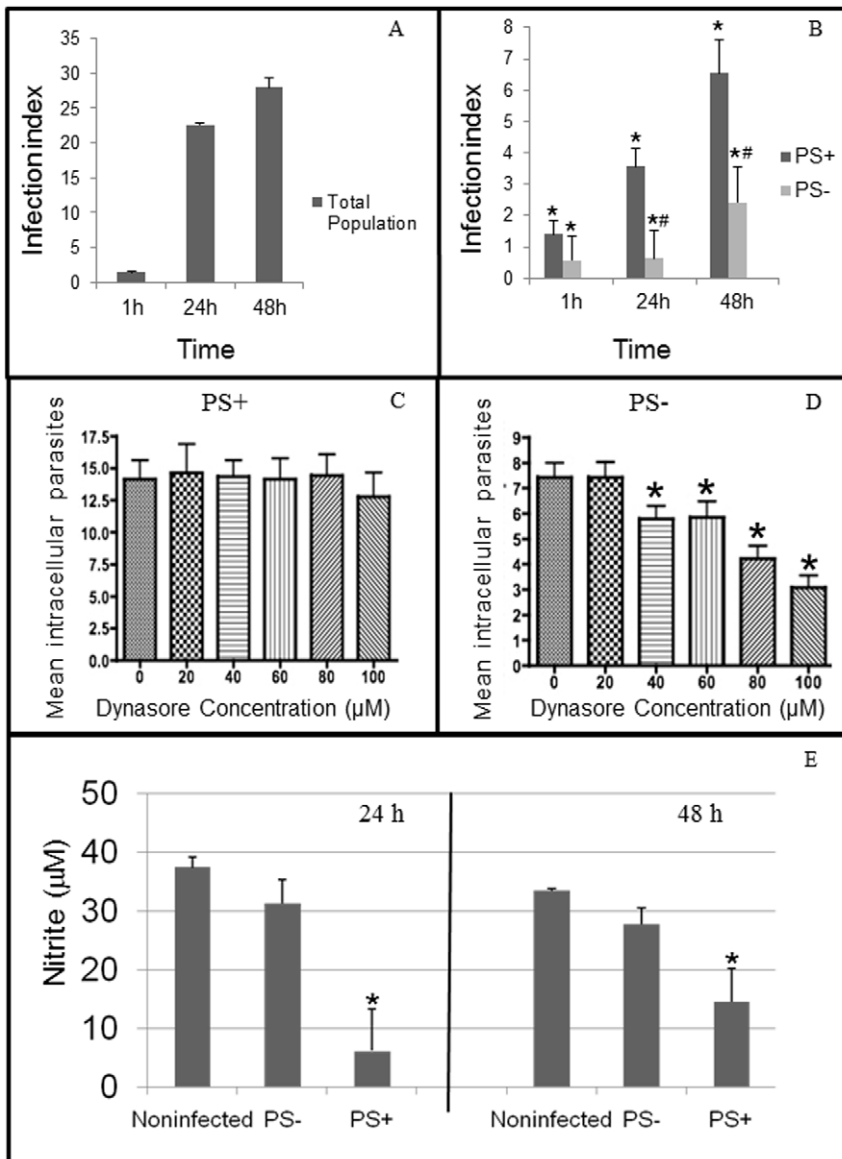 A
Infection index
35
30
25
20
15
10
5
0
1h 24h 48h
Time
Total
Population
B
Infection index
8
7
6
5
4
3
2
1
0
* * * *# * *#
PS+
PS-
1h 24h 48h
Time
PS+ C
Mean intracellular parasites
17.5
15.0
12.5
10.0
7.5
5.0
2.5
0.0
0 20 40 60 80 100
Dynasore Concentration (µM)
PS- D
Mean intracellular parasites
9
8
7
6
5
4
3
2
1
0
* * * *
0 20 40 60 80 100
Dynasore Concentration (µM)
E
Nitrite (µM)
50
40
30
20
10
0
24 h 48 h
* *
Noninfected PS- PS+ Noninfected PS- PS+